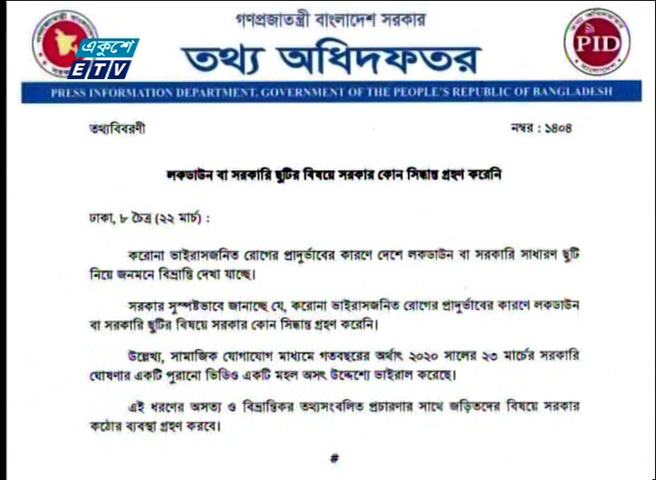 গণপ্রজাতন্ত্রী বাংলাদেশ সরকার
একুশে
ETV
তথ্য অধিদফতর
PID
PRESS INFORMATION DEPARTMENT, GOVERNMENT OF THE PEOPLE'S REPUBLIC OF BANGLADESH
তথ্যবিবরণী
নম্বর : ১৪০৪
লকডাউন বা সরকারি ছুটির বিষয়ে সরকার কোন সিদ্ধান্ত গ্রহণ করেনি
ঢাকা, ৮ চৈত্র (২২ মার্চ) :
করোনা ভাইরাসজনিত রোগের প্রাদুর্ভাবের কারণে দেশে লকডাউন বা সরকারি সাধারণ ছুটি
নিয়ে জনমনে বিভ্রান্তি দেখা যাচ্ছে।
সরকার সুস্পষ্টভাবে জানাচ্ছে যে, করোনা ভাইরাসজনিত রোগের প্রাদুর্ভাবের কারণে লকডাউন
বা সরকারি ছুটির বিষয়ে সরকার কোন সিদ্ধান্ত গ্রহণ করেনি।
উল্লেখ্য, সামাজিক যোগাযোগ মাধ্যমে গতবছরের অর্থাৎ ২০২০ সালের ২৩ মার্চের সরকারি
ঘোষণার একটি পুরানো ভিডিও একটি মহল অসৎ উদ্দেশ্যে ভাইরাল করেছে।
এই ধরণের অসত্য ও বিভ্রান্তিকর তথ্যসংবলিত প্রচারণার সাথে জড়িতদের বিষয়ে সরকার
কঠোর ব্যবস্থা গ্রহণ করবে।
#